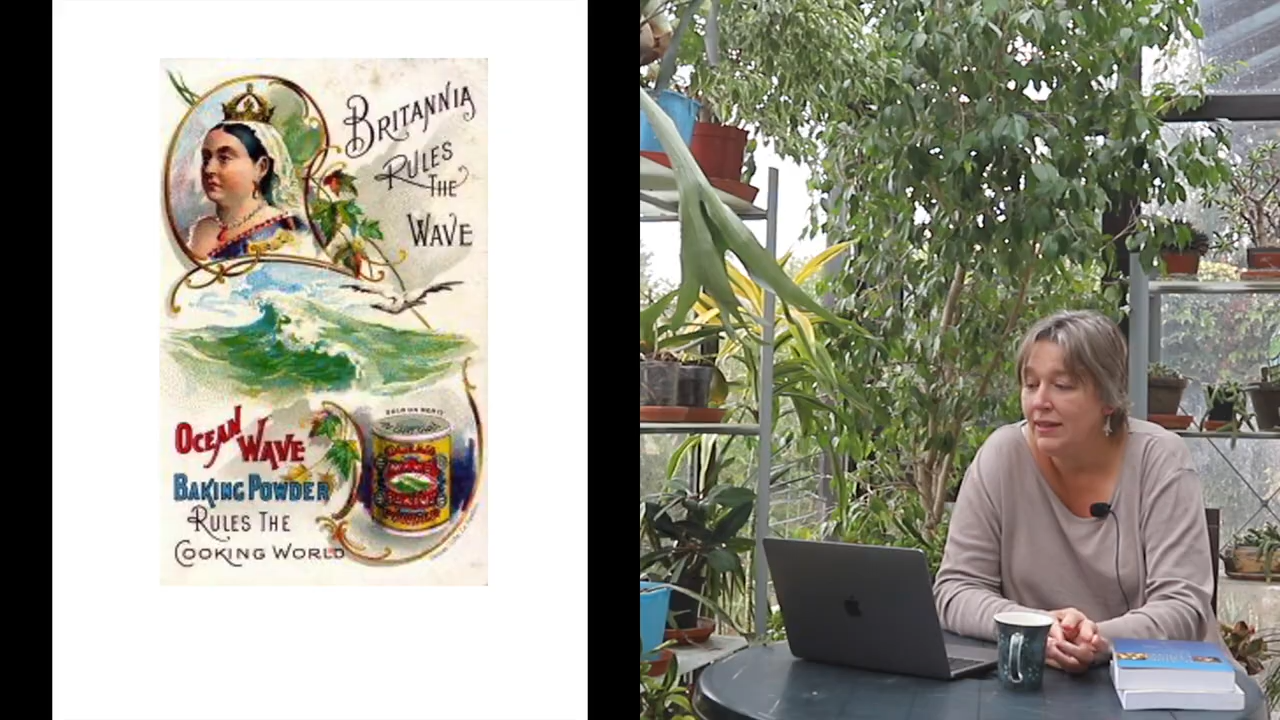 BRITANNIA
RULES
THE
WAVE
OCEAN WAVE
BAKING POWDER
RULES THE
COOKING WORLD